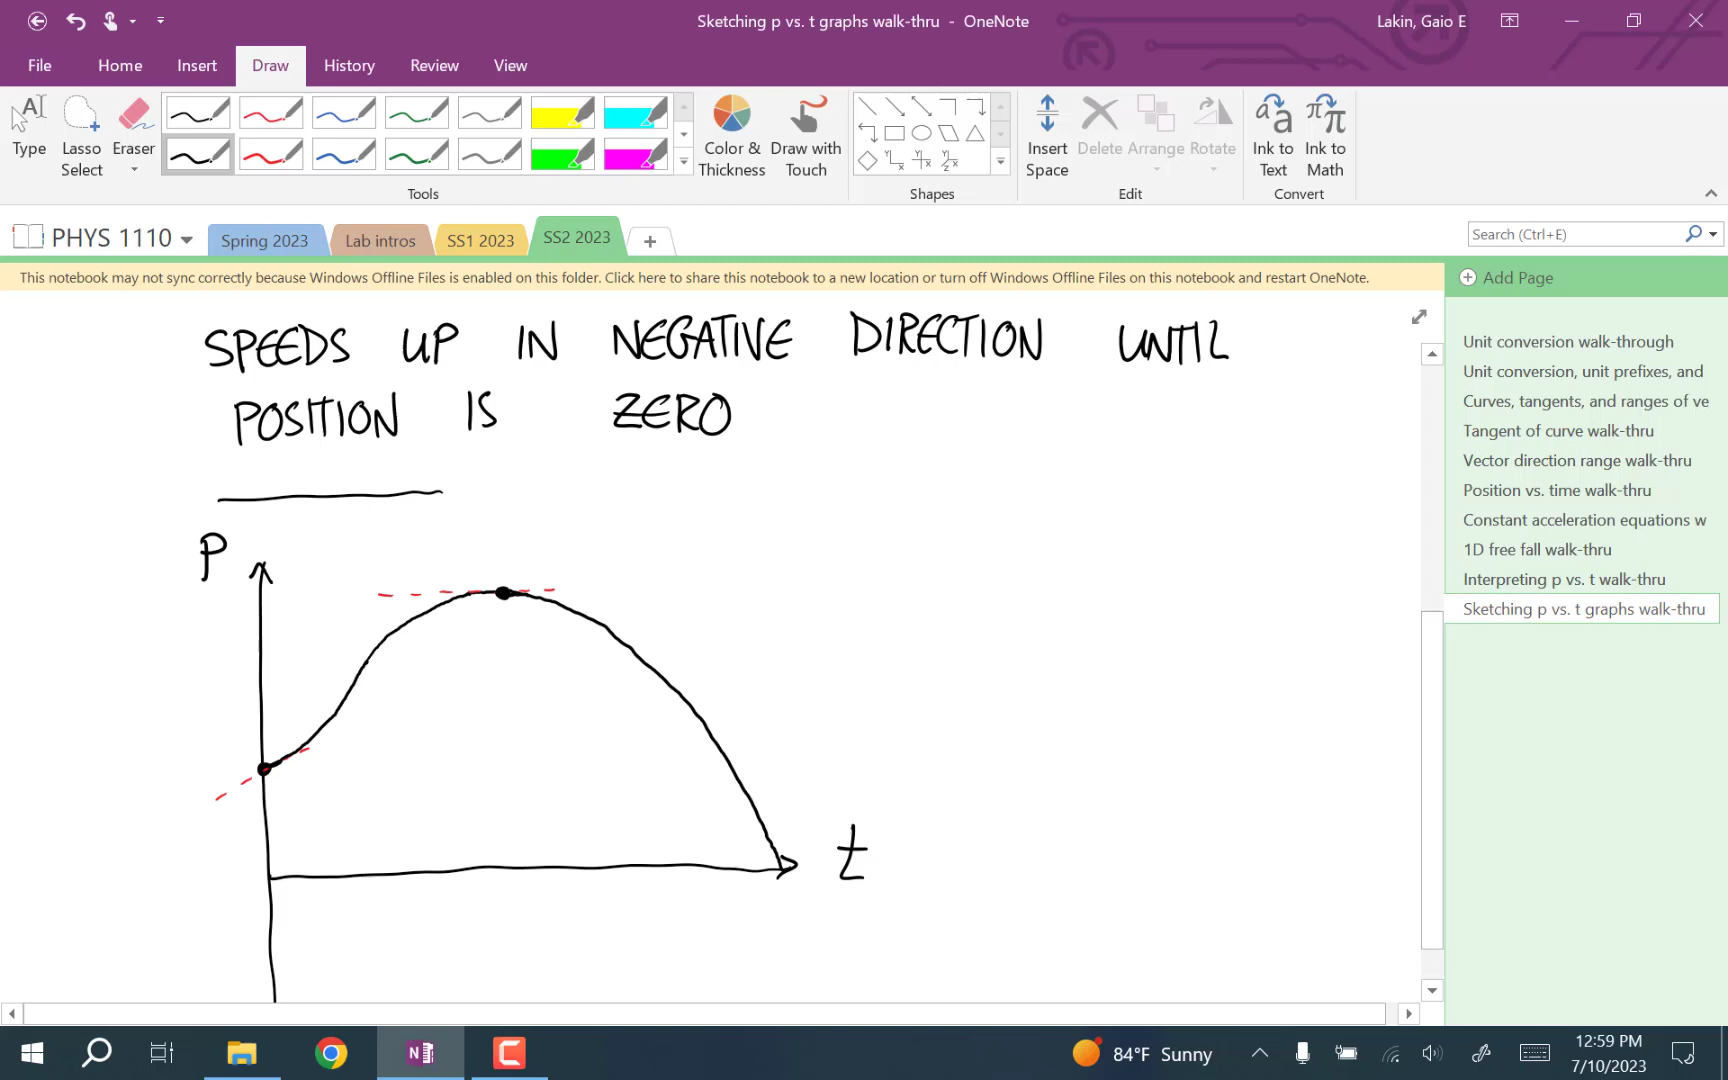 Sketching p vs. t graphs walk-thru - OneNote
Lakin, Gaio E
File Home Insert Draw History Review View
Type
Lasso Select
Eraser
Color & Thickness
Draw with Touch
Insert Space
Delete
Arrange
Rotate
Ink to Text
Ink to Math
Tools
Shapes
Edit
Convert
PHYS 1110
Spring 2023
Lab intros
SS1 2023
SS2 2023
Search (Ctrl+E)
This notebook may not sync correctly because Windows Offline Files is enabled on this folder. Click here to share this notebook to a new location or turn off Windows Offline Files on this notebook and restart OneNote.
SPEEDS UP IN NEGATIVE DIRECTION UNTIL
POSITION IS ZERO
P
t
Add Page
Unit conversion walk-through
Unit conversion, unit prefixes, and
Curves, tangents, and ranges of ve
Tangent of curve walk-thru
Vector direction range walk-thru
Position vs. time walk-thru
Constant acceleration equations w
1D free fall walk-thru
Interpreting p vs. t walk-thru
Sketching p vs. t graphs walk-thru
84°F Sunny
12:59 PM
7/10/2023